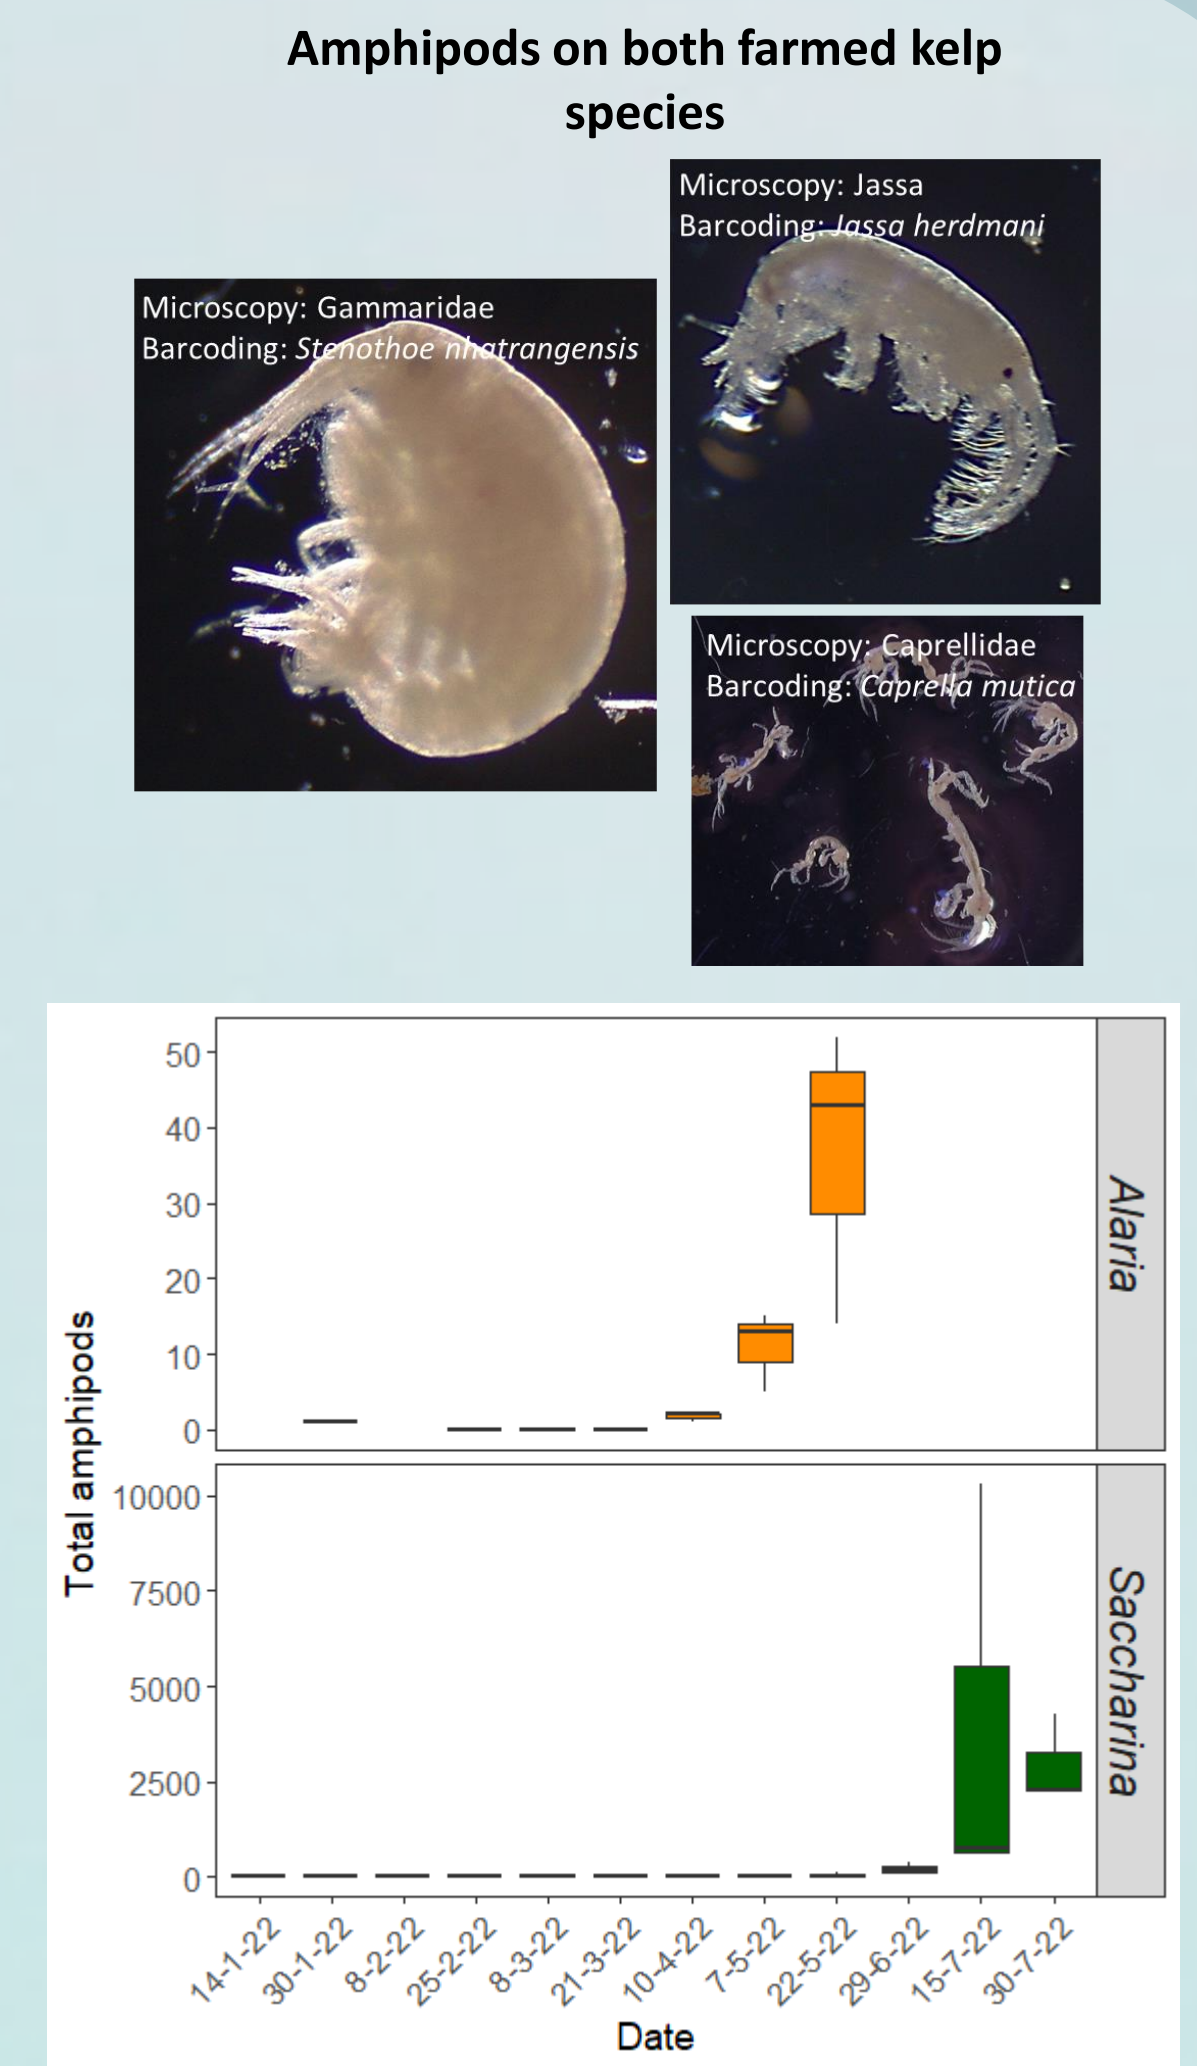 Amphipods on both farmed kelp
species
Microscopy: Jassa
Barcoding: Jassa herdmani
Microscopy: Gammaridae
Barcoding: Stenothoe nhatrangensis
Microscopy: Caprellidae
Barcoding: Caprella mutica
Total amphipods
50
40
30
20
10
0
Alaria
10000
7500
5000
2500
0
Saccharina
14-1-22
30-1-22
8-2-22
25-2-22
8-3-22
21-3-22
10-4-22
7-5-22
22-5-22
29-6-22
15-7-22
30-7-22
Date